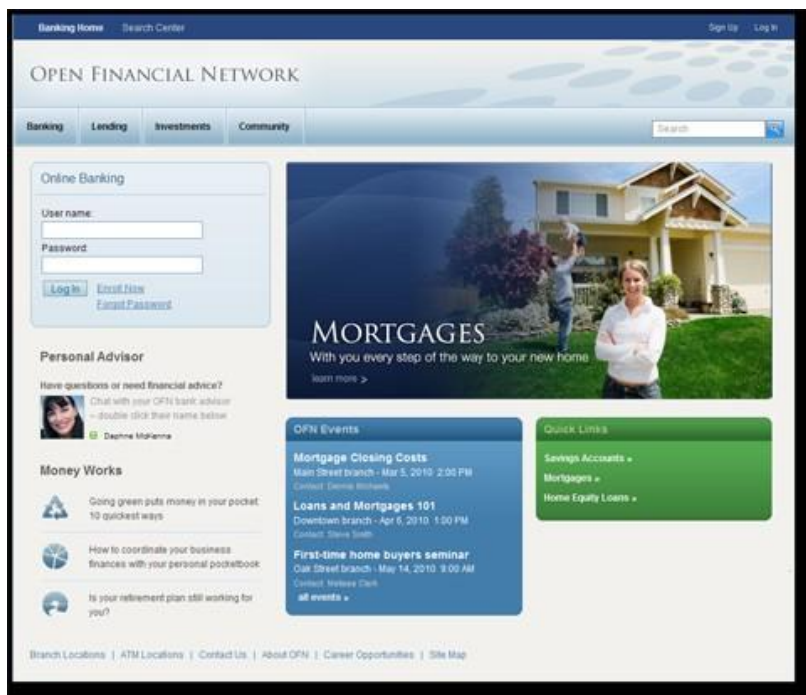 Banking Home Search Center Sign Up Log In
OPEN FINANCIAL NETWORK
Banking Lending Investments Community Search
Online Banking
User name:
Password:
Log In Enroll Now
Forgot Password
MORTGAGES
With you every step of the way to your new home
learn more >
Personal Advisor
Have questions or need financial advice?
Chat with your OFN bank advisor
– double click their name below
Daphne McKenna
Money Works
Going green puts money in your pocket:
10 quickest ways
How to coordinate your business
finances with your personal pocketbook
Is your retirement plan still working for
you?
OFN Events
Mortgage Closing Costs
Main Street branch - Mar 5, 2010 2:00 PM
Contact: Dennis Michaels
Loans and Mortgages 101
Downtown branch - Apr 6, 2010 1:00 PM
Contact: Steve Smith
First-time home buyers seminar
Oak Street branch - May 14, 2010 9:00 AM
Contact: Melissa Clark
all events »
Quick Links
Savings Accounts »
Mortgages »
Home Equity Loans »
Branch Locations | ATM Locations | Contact Us | About OFN | Career Opportunities | Site Map